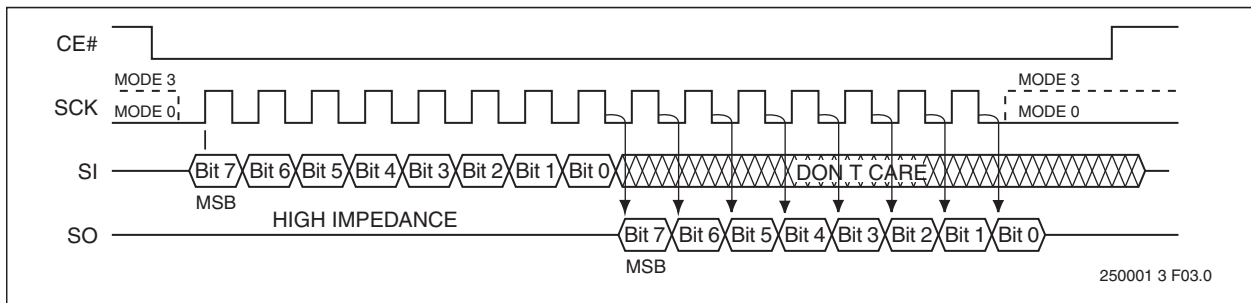 CE#
MODE 3
MODE 3
SCK
MODE 0
MODE 0
SI
Bit 7 Bit 6 Bit 5 Bit 4 Bit 3 Bit 2 Bit 1 Bit 0
DON T CARE
MSB
HIGH IMPEDANCE
SO
Bit 7 Bit 6 Bit 5 Bit 4 Bit 3 Bit 2 Bit 1 Bit 0
MSB
250001 3 F03.0